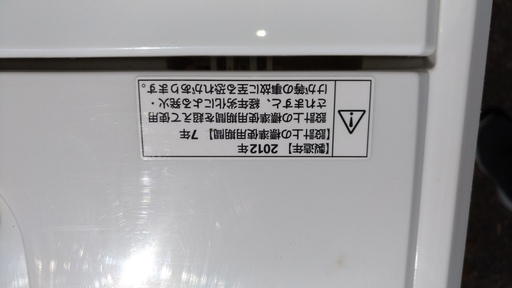 【製造年】 2012年
【設計上の標準使用期間】 7年
設計上の標準使用期間を超えて使用
されますと、経年劣化による発火・
けが等の事故に至る恐れがあります。